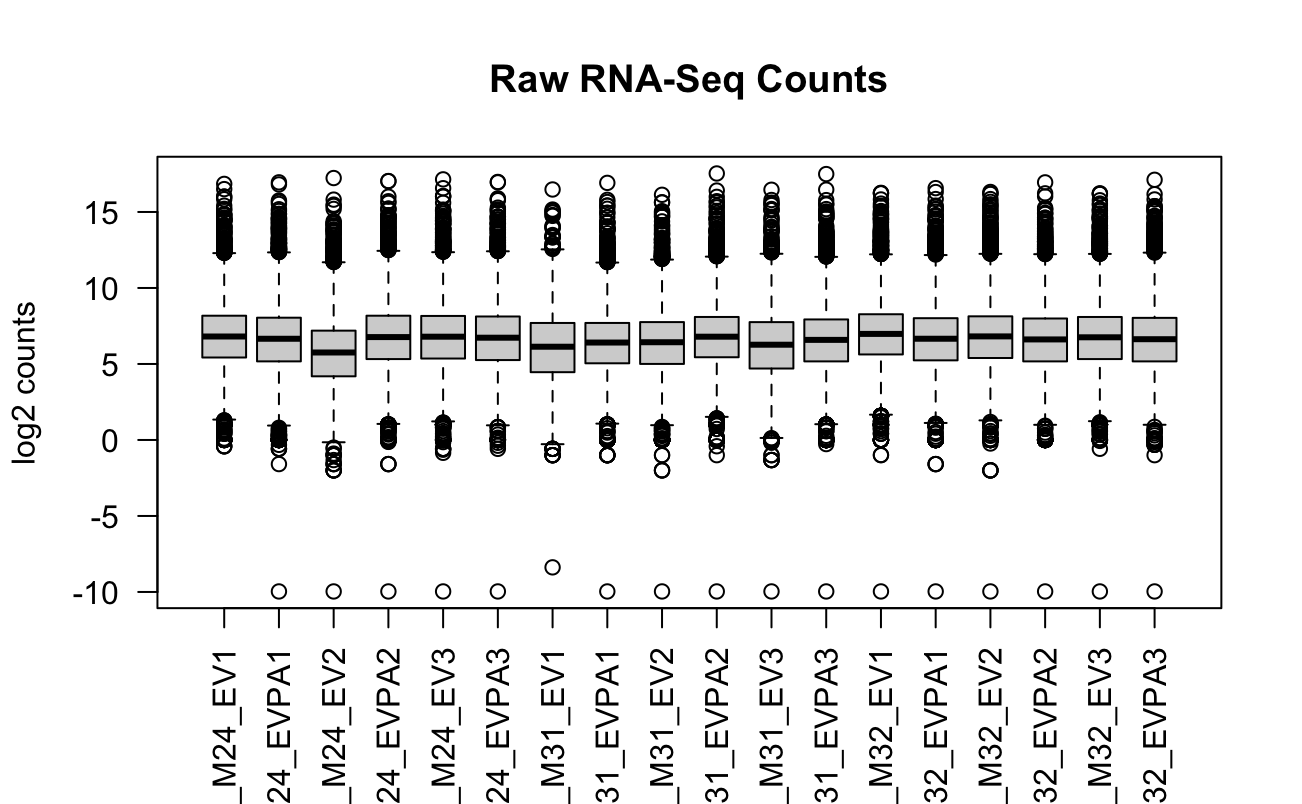 Raw RNA-Seq Counts
log2 counts
15
10
5
0
-5
-10
_M24_EV1
24_EVPA1
_M24_EV2
24_EVPA2
_M24_EV3
24_EVPA3
_M31_EV1
31_EVPA1
_M31_EV2
31_EVPA2
_M31_EV3
31_EVPA3
_M32_EV1
32_EVPA1
_M32_EV2
32_EVPA2
_M32_EV3
32_EVPA3